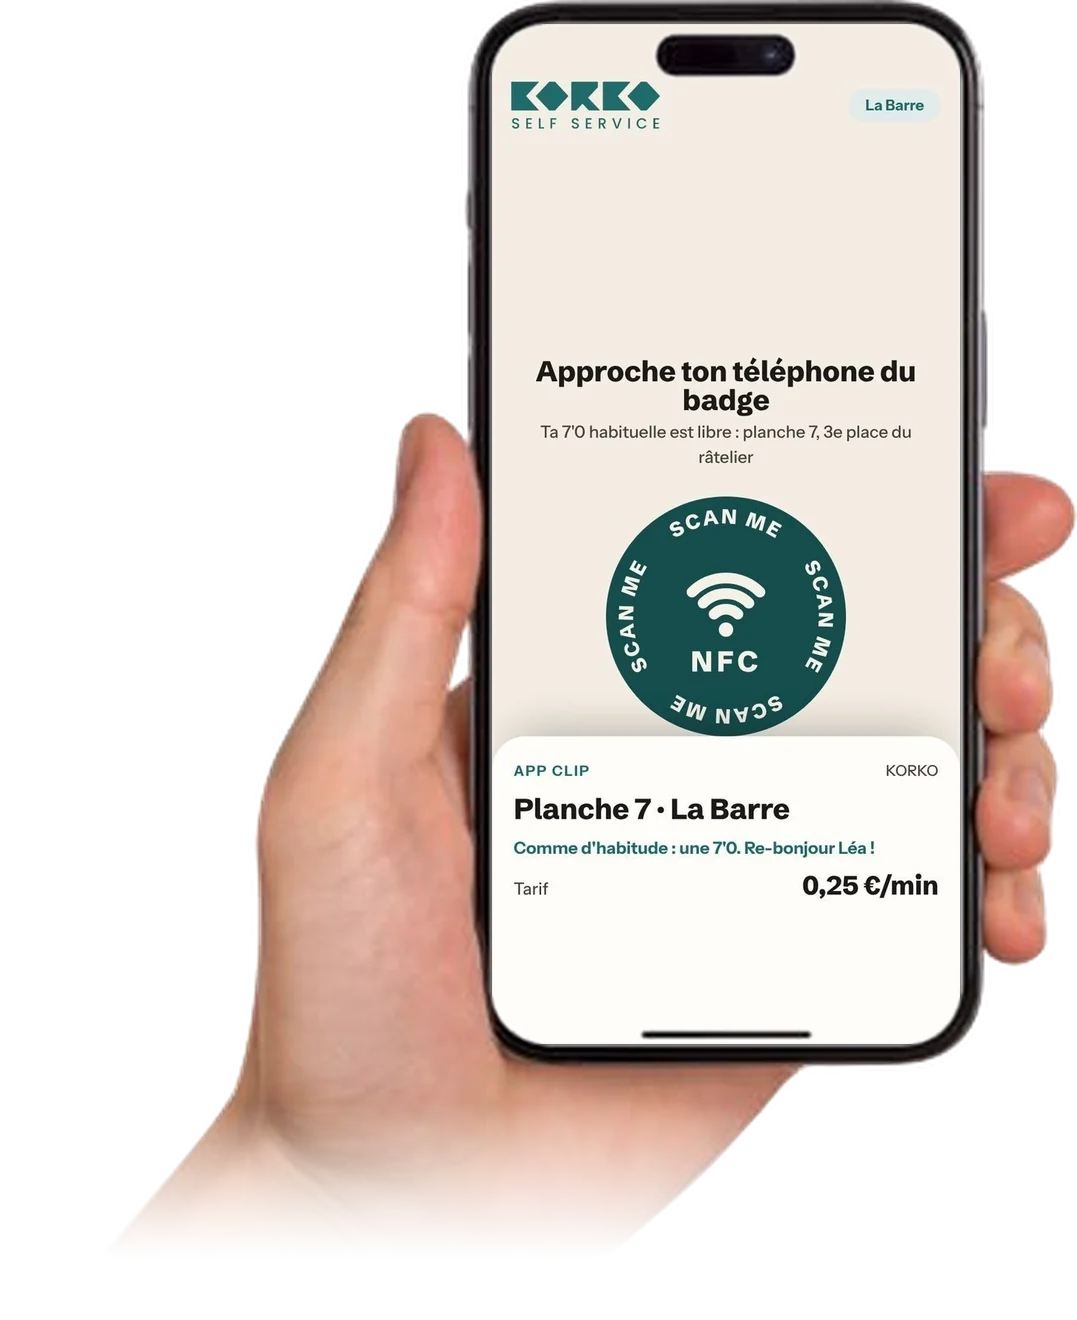 KORKO
SELF SERVICE
La Barre
Approche ton téléphone du
badge
Ta 7'0 habituelle est libre : planche 7, 3e place du
râtelier
SCAN ME
SCAN ME
SCAN ME
SCAN ME
NFC
APP CLIP
KORKO
Planche 7 · La Barre
Comme d'habitude : une 7'0. Re-bonjour Léa !
Tarif
0,25 €/min